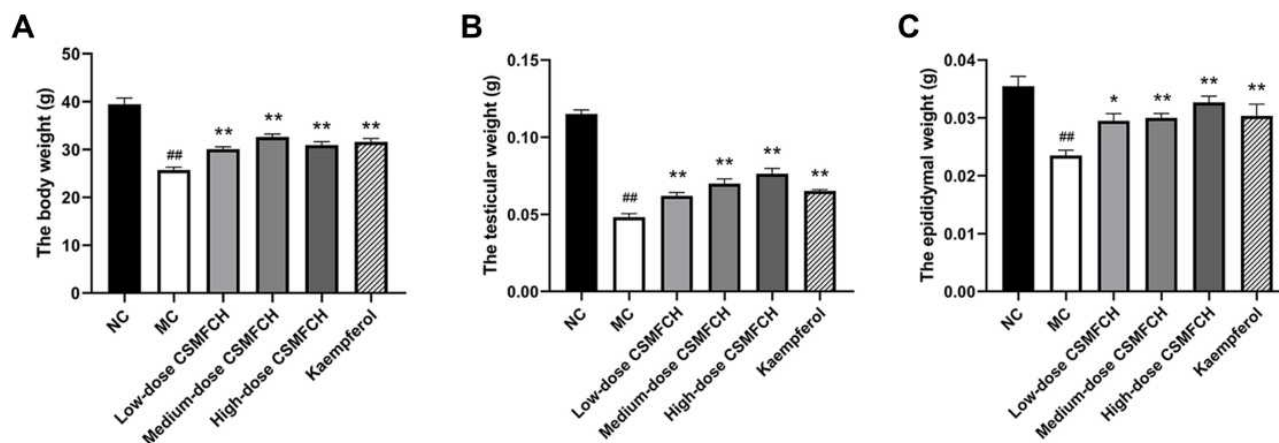 A
The body weight (g)
50
40
30
20
10
0
##
**
**
**
**
NC
MC
Low-dose CSMFCH
Medium-dose CSMFCH
High-dose CSMFCH
Kaempferol
B
The testicular weight (g)
0.15
0.10
0.05
0.00
##
**
**
**
**
NC
MC
Low-dose CSMFCH
Medium-dose CSMFCH
High-dose CSMFCH
Kaempferol
C
The epididymal weight (g)
0.04
0.03
0.02
0.01
0.00
##
*
**
**
**
NC
MC
Low-dose CSMFCH
Medium-dose CSMFCH
High-dose CSMFCH
Kaempferol